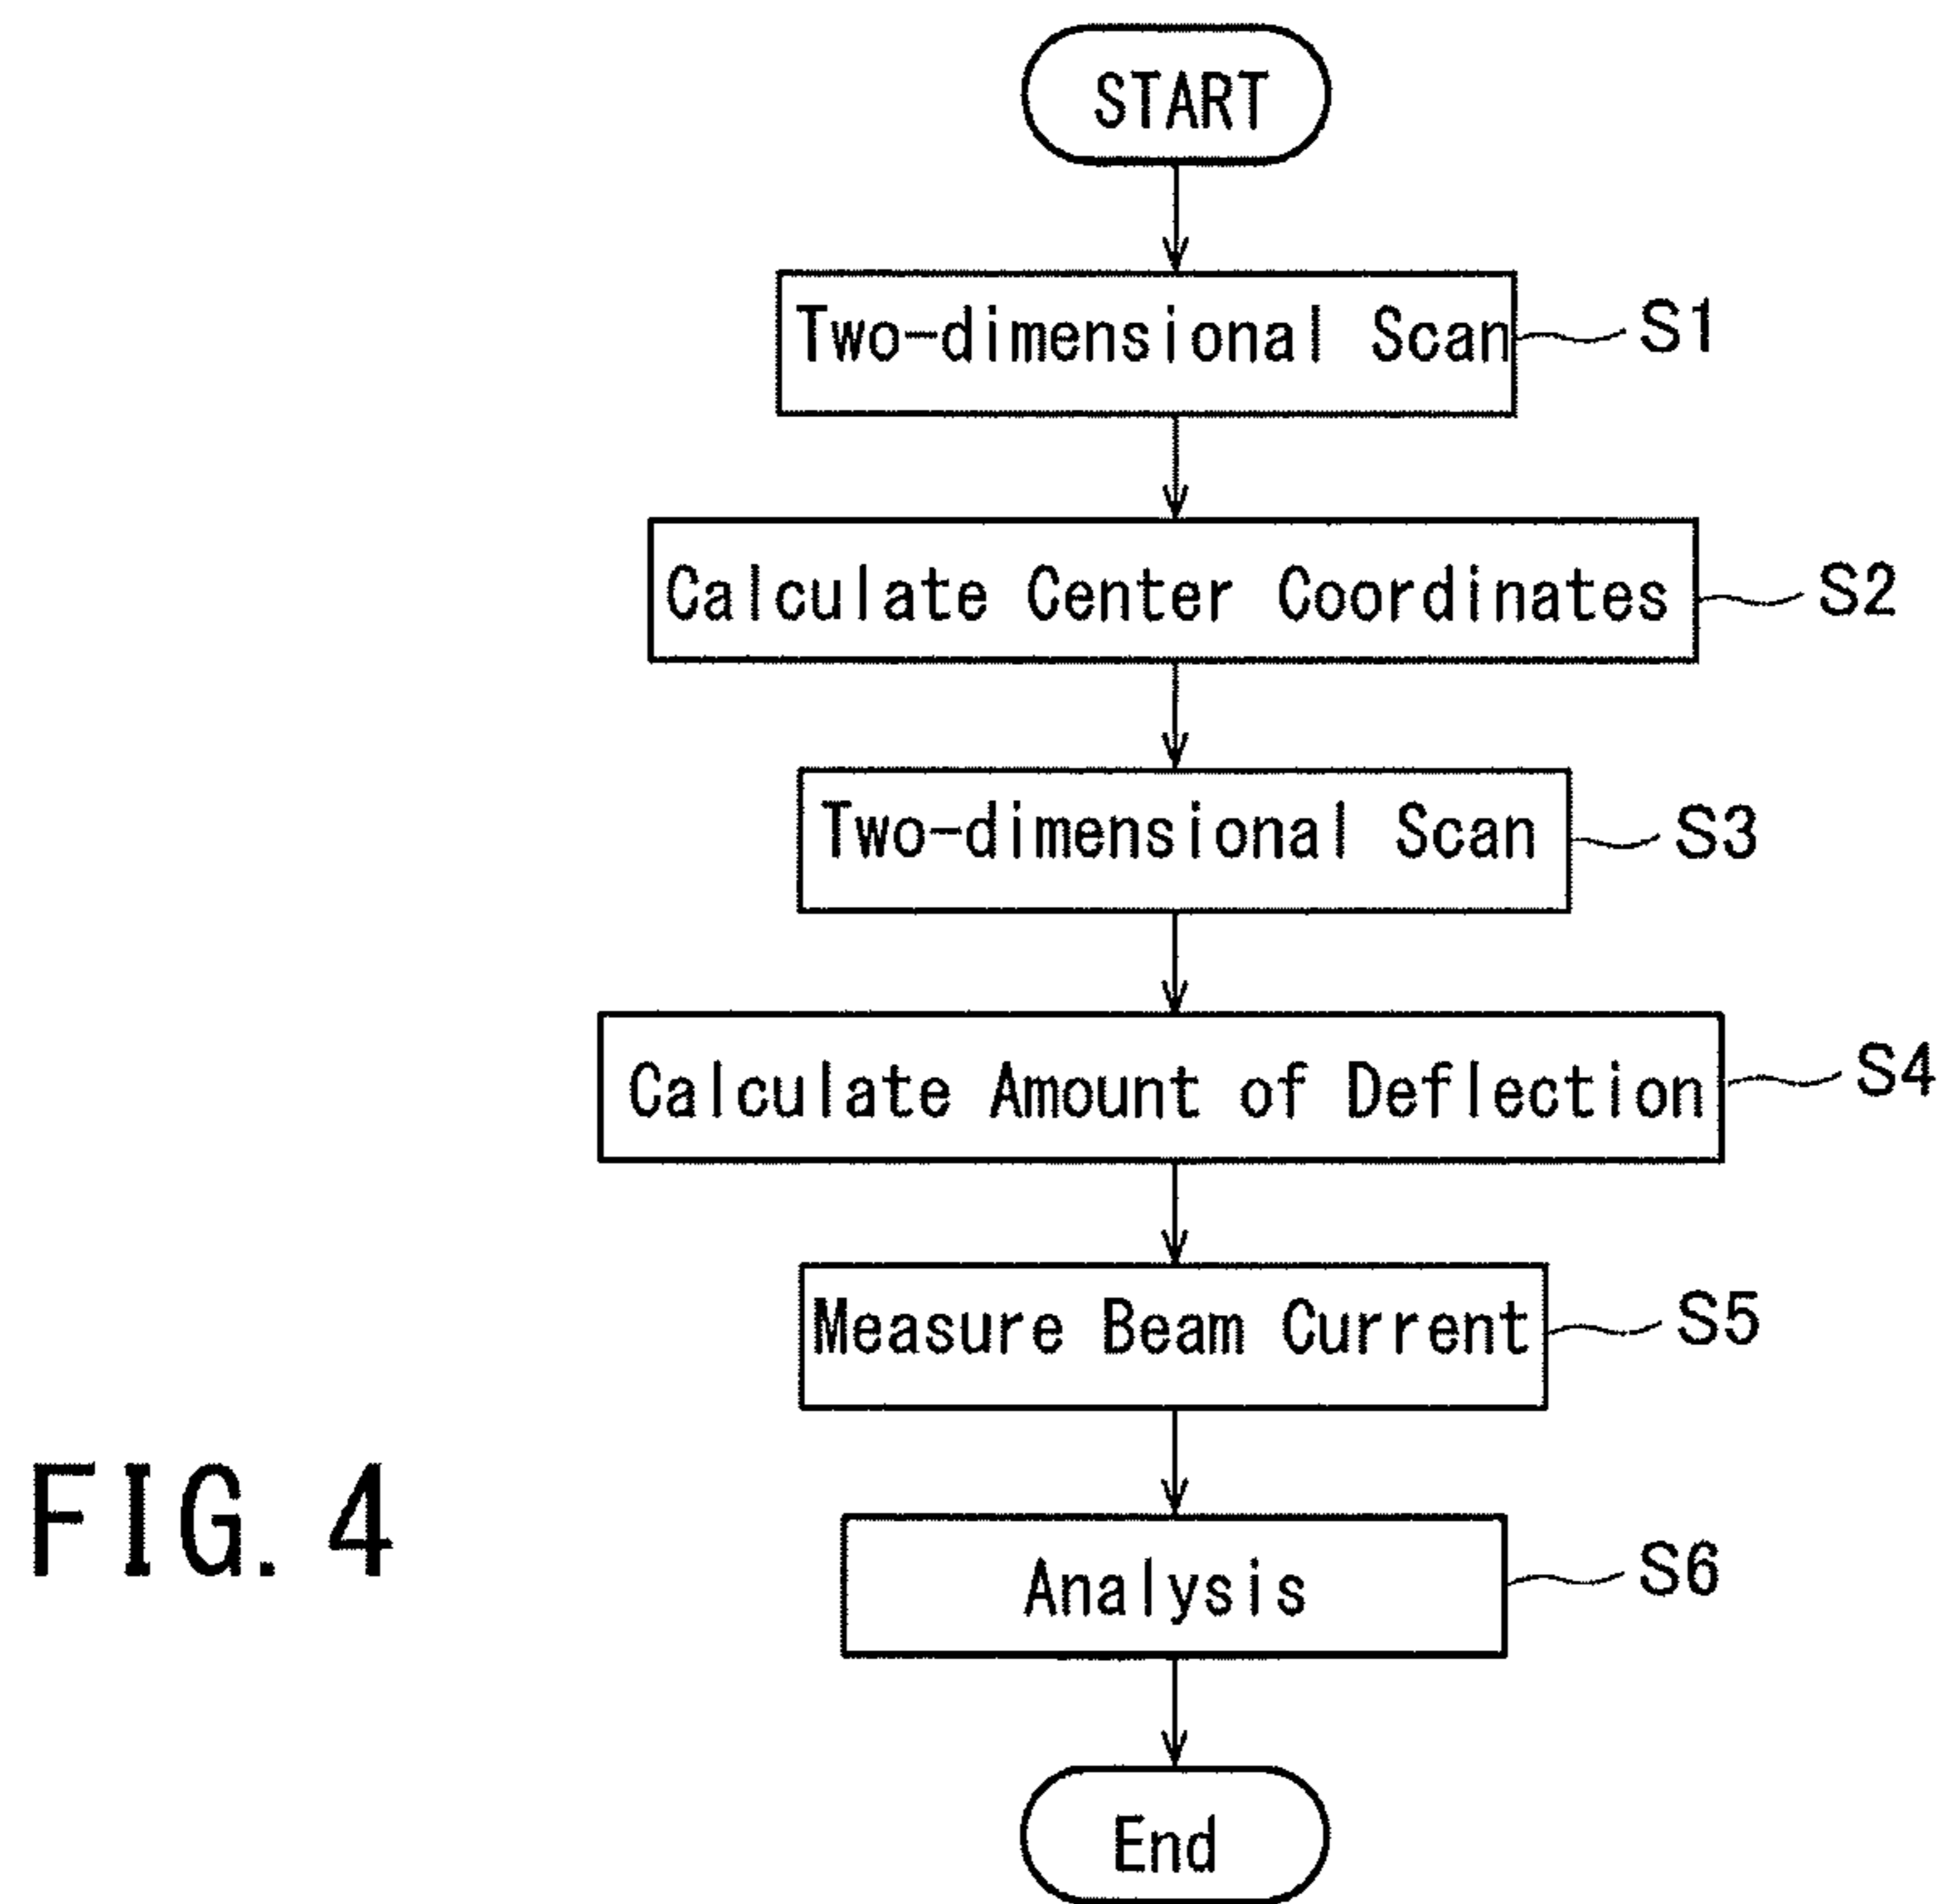 START
Two-dimensional Scan S1
Calculate Center Coordinates S2
Two-dimensional Scan S3
Calculate Amount of Deflection S4
Measure Beam Current S5
Analysis S6
End
FIG. 4